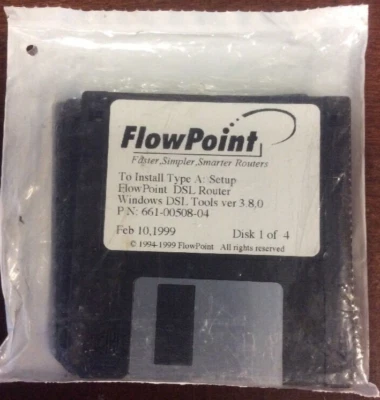 FlowPoint
Faster,Simpler,Smarter Routers
To Install Type A: Setup
FlowPoint DSL Router
Windows DSL Tools ver 3.8.0
P/N: 661-00508-04
Feb 10,1999 Disk 1 of 4
© 1994-1999 FlowPoint All rights reserved